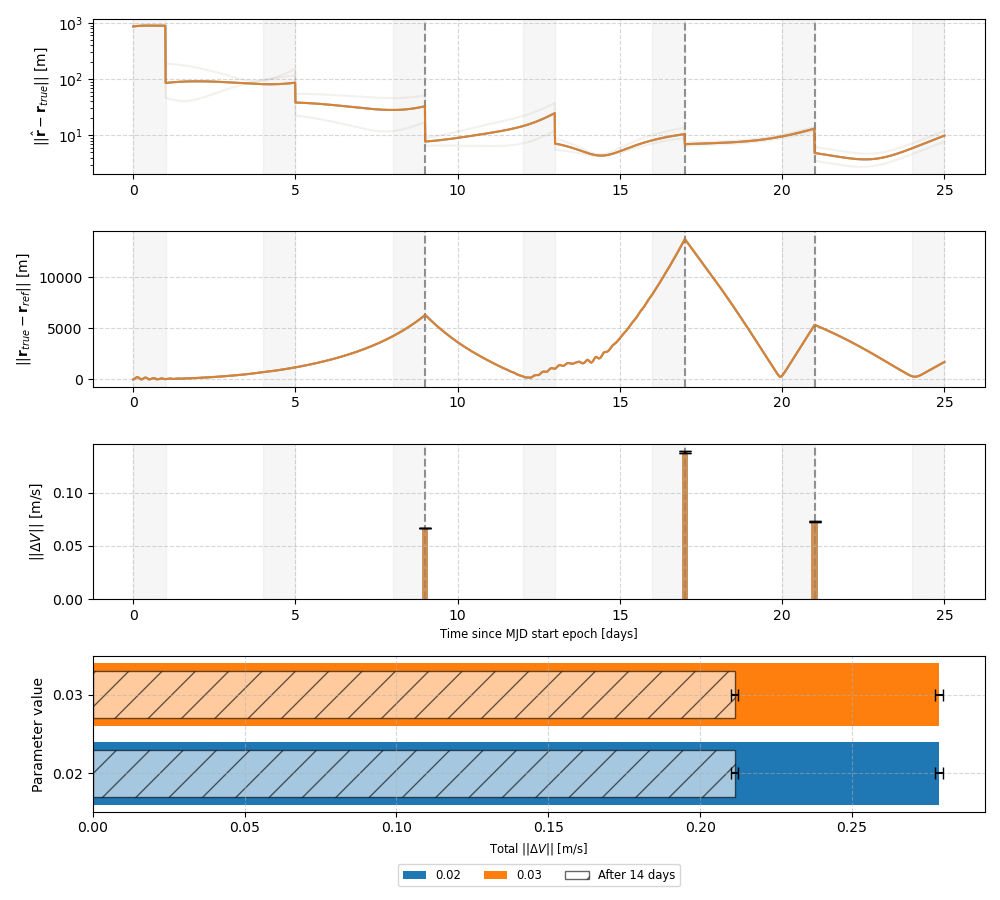 ||r̂ − r_true|| [m]
10³
10²
10¹
0 5 10 15 20 25
||r_true − r_ref|| [m]
10000
5000
0
0 5 10 15 20 25
||ΔV|| [m/s]
0.10
0.05
0.00
0 5 10 15 20 25
Time since MJD start epoch [days]
Parameter value
0.03
0.02
0.00 0.05 0.10 0.15 0.20 0.25
Total ||ΔV|| [m/s]
0.02 0.03 After 14 days